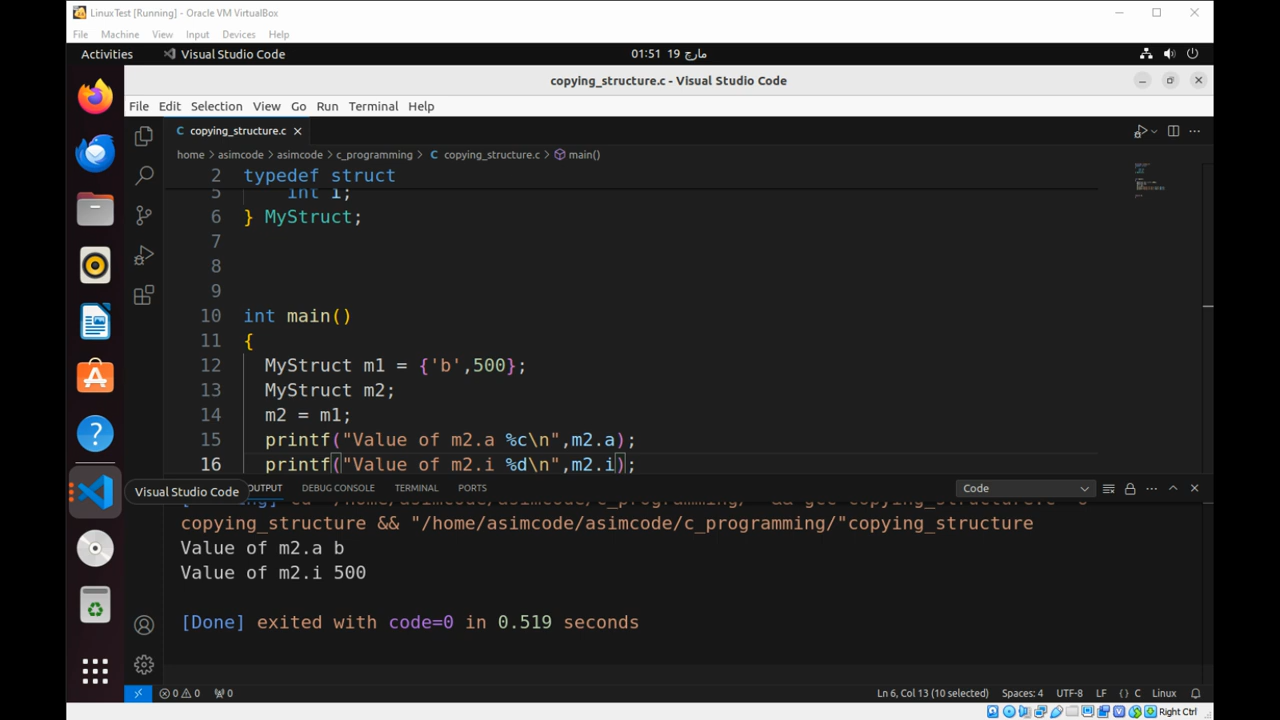 LinuxTest [Running] - Oracle VM VirtualBox
File Machine View Input Devices Help
Activities Visual Studio Code 01:51 19 مارچ
copying_structure.c - Visual Studio Code
File Edit Selection View Go Run Terminal Help
copying_structure.c
home > asimcode > asimcode > c_programming > copying_structure.c > main()
2 typedef struct
5 int i;
6 } MyStruct;
7
8
9
10 int main()
11 {
12 MyStruct m1 = {'b',500};
13 MyStruct m2;
14 m2 = m1;
15 printf("Value of m2.a %c\n",m2.a);
16 printf("Value of m2.i %d\n",m2.i);
Visual Studio Code
OUTPUT DEBUG CONSOLE TERMINAL PORTS Code
copying_structure && "/home/asimcode/asimcode/c_programming/"copying_structure
Value of m2.a b
Value of m2.i 500
[Done] exited with code=0 in 0.519 seconds
0 0 0 Ln 6, Col 13 (10 selected) Spaces: 4 UTF-8 LF {} C Linux
Right Ctrl